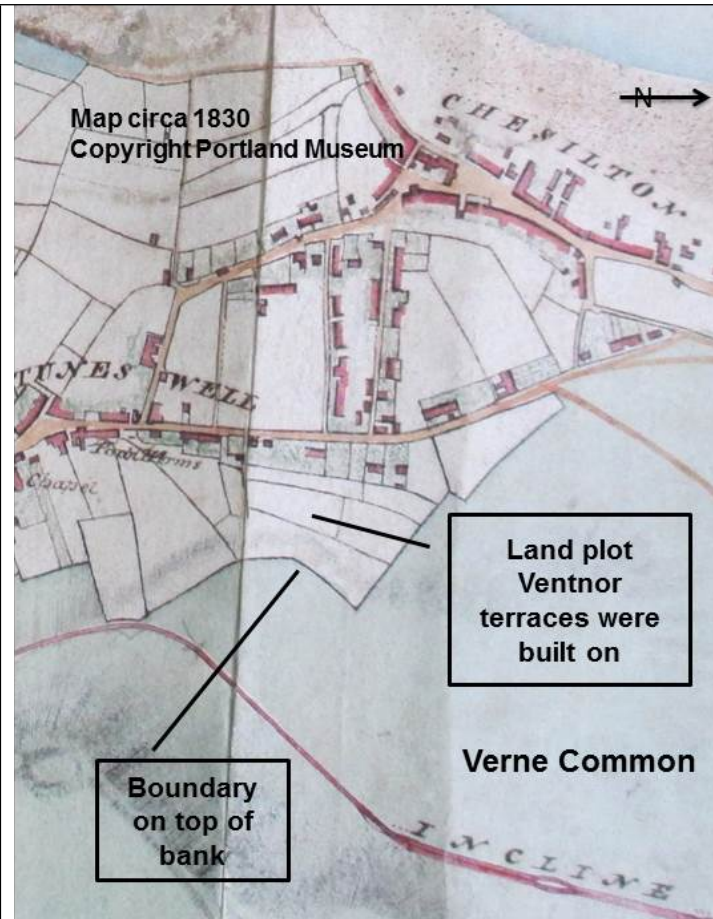 Map circa 1830
Copyright Portland Museum
N
CHESILTON
TUNES WELL
Chapel
Land plot
Ventnor
terraces were
built on
Verne Common
Boundary
on top of
bank
INCLINE